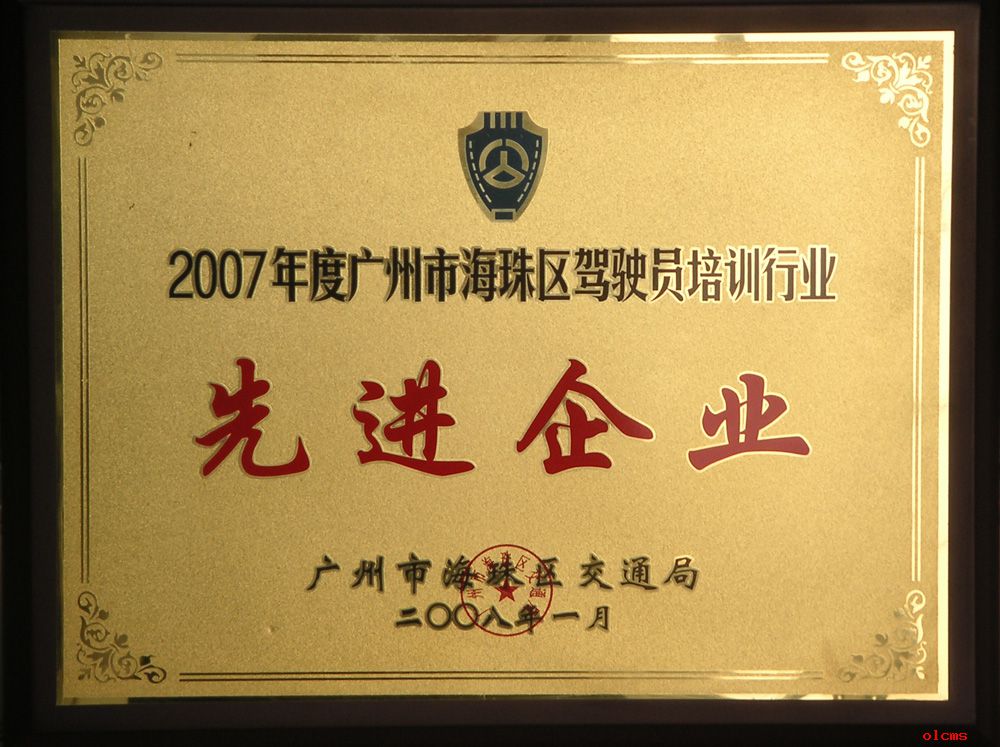 2007年度广州市海珠区驾驶员培训行业
先进企业
广州市海珠区交通局
二〇〇八年一月
olcms